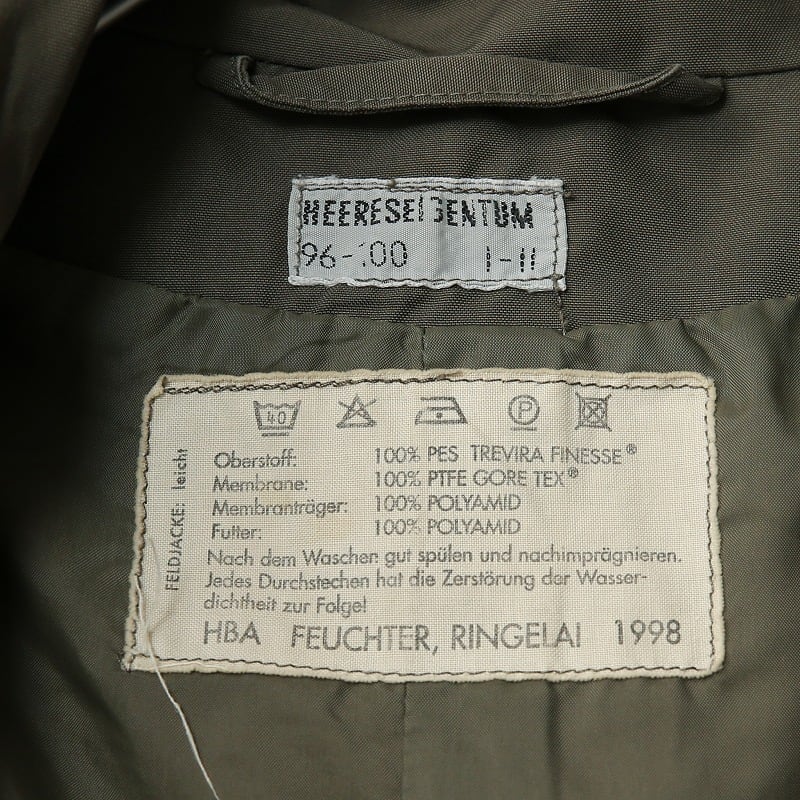 HEERESEIGENTUM
96-100 I-II
40 P
FELDJACKE: leicht
Oberstoff: 100% PES TREVIRA FINESSE®
Membrane: 100% PTFE GORE TEX®
Membranträger: 100% POLYAMID
Futter: 100% POLYAMID
Nach dem Waschen gut spülen und nachimprägnieren.
Jedes Durchstechen hat die Zerstörung der Wasser-
dichtheit zur Folge!
HBA FEUCHTER, RINGELAI 1998